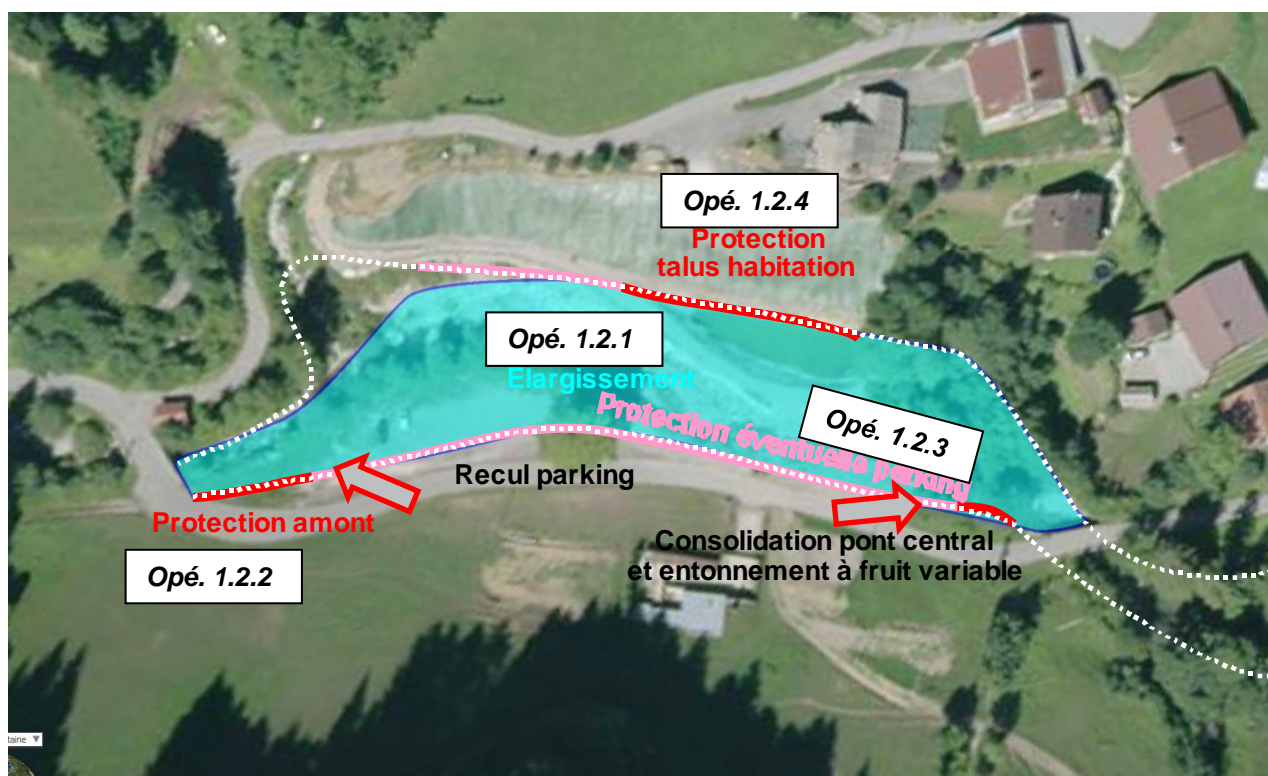 Opé. 1.2.4
Protection
talus habitation
Opé. 1.2.1
Elargissement
Protection éventuelle parking
Opé. 1.2.3
Recul parking
Protection amont
Consolidation pont central
et entonnement à fruit variable
Opé. 1.2.2
taine